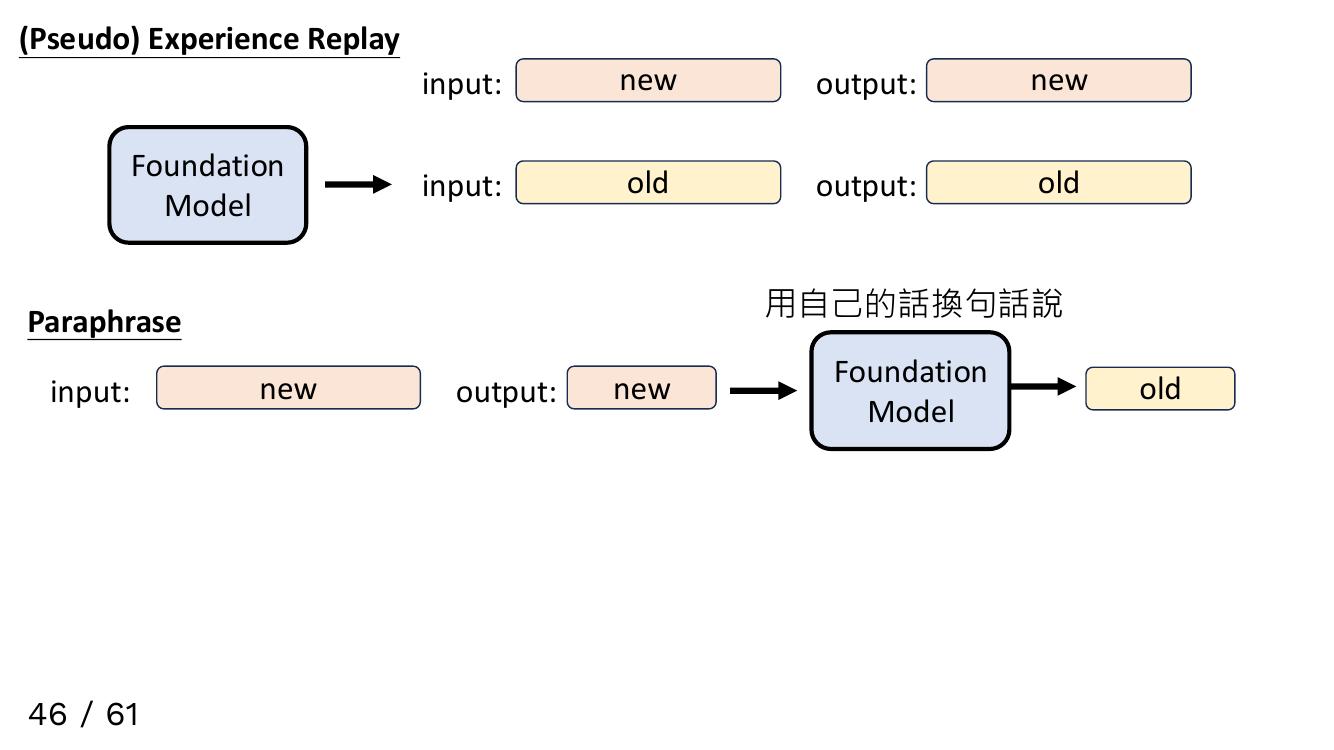 (Pseudo) Experience Replay
input: new output: new
Foundation
Model
input: old output: old
用自己的話換句話說
Paraphrase
input: new output: new
Foundation
Model
old
46 / 61